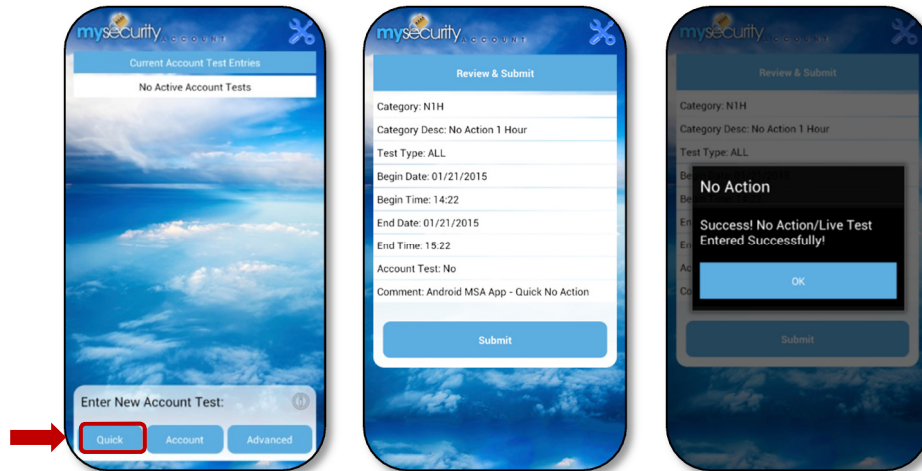 mysecurity
ACCOUNT
Current Account Test Entries
No Active Account Tests
Enter New Account Test:
Quick
Account
Advanced
mysecurity
ACCOUNT
Review & Submit
Category: N1H
Category Desc: No Action 1 Hour
Test Type: ALL
Begin Date: 01/21/2015
Begin Time: 14:22
End Date: 01/21/2015
End Time: 15:22
Account Test: No
Comment: Android MSA App - Quick No Action
Submit
mysecurity
ACCOUNT
Review & Submit
Category: N1H
Category Desc: No Action 1 Hour
Test Type: ALL
No Action
Success! No Action/Live Test
Entered Successfully!
OK
Submit